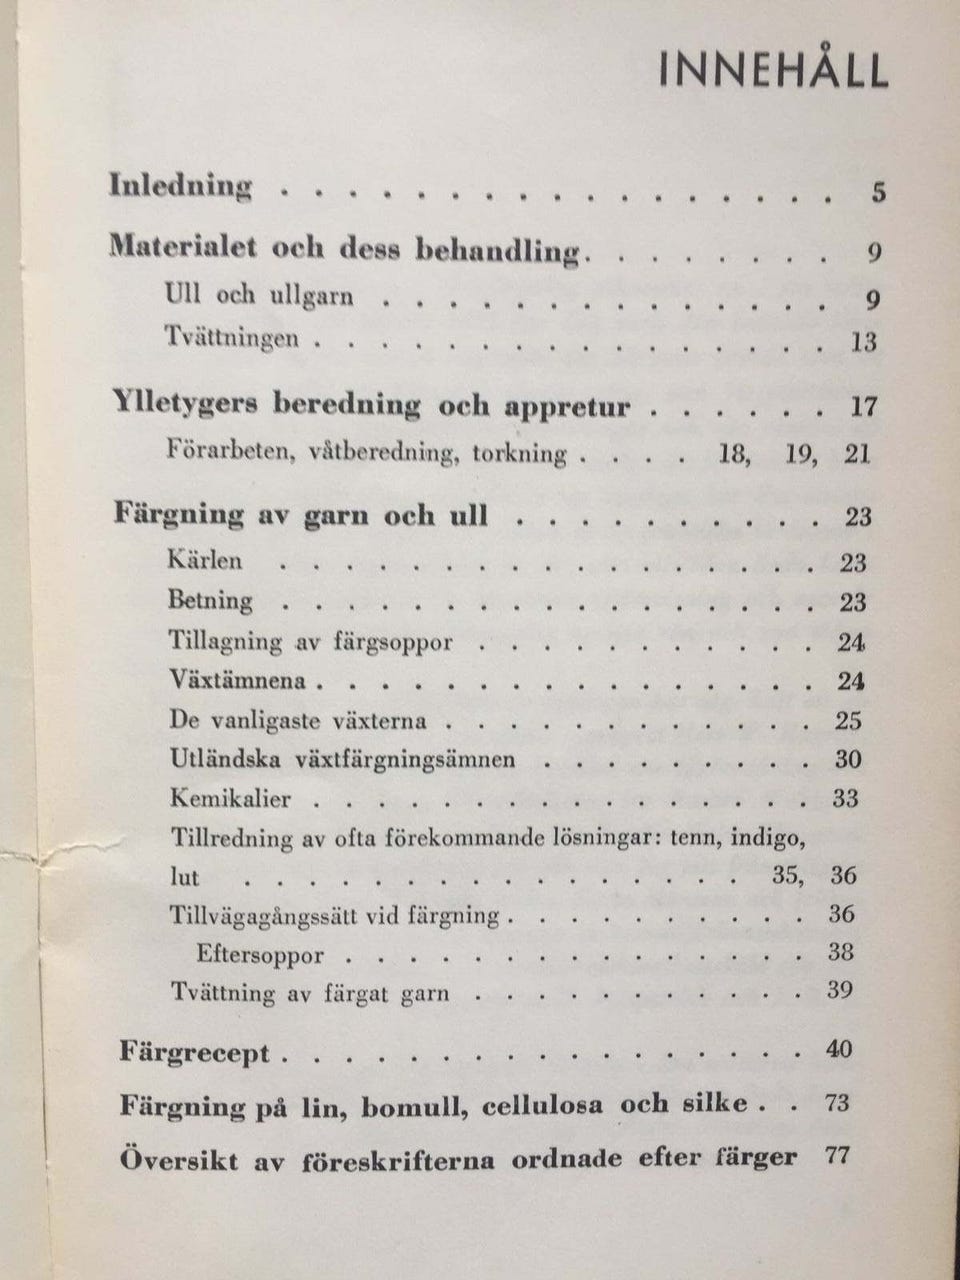 INNEHÅLL
Inledning . . . . . . . . . . . . . . . . . 5
Materialet och dess behandling . . . . . . . . 9
Ull och ullgarn . . . . . . . . . . . . . . 9
Tvättningen . . . . . . . . . . . . . . . . 13
Ylletygers beredning och appretur . . . . . . 17
Förarbeten, våtberedning, torkning . . . . 18, 19, 21
Färgning av garn och ull . . . . . . . . . . 23
Kärlen . . . . . . . . . . . . . . . . . 23
Betning . . . . . . . . . . . . . . . . . 23
Tillagning av färgsoppor . . . . . . . . . . . 24
Växtämnena . . . . . . . . . . . . . . . . 24
De vanligaste växterna . . . . . . . . . . . . 25
Utländska växtfärgningsämnen . . . . . . . . . 30
Kemikalier . . . . . . . . . . . . . . . . 33
Tillredning av ofta förekommande lösningar: tenn, indigo,
lut . . . . . . . . . . . . . . . . 35, 36
Tillvägagångssätt vid färgning . . . . . . . . . . 36
Eftersoppor . . . . . . . . . . . . . . . 38
Tvättning av färgat garn . . . . . . . . . . . 39
Färgrecept . . . . . . . . . . . . . . . . . 40
Färgning på lin, bomull, cellulosa och silke . . 73
Översikt av föreskrifterna ordnade efter färger 77